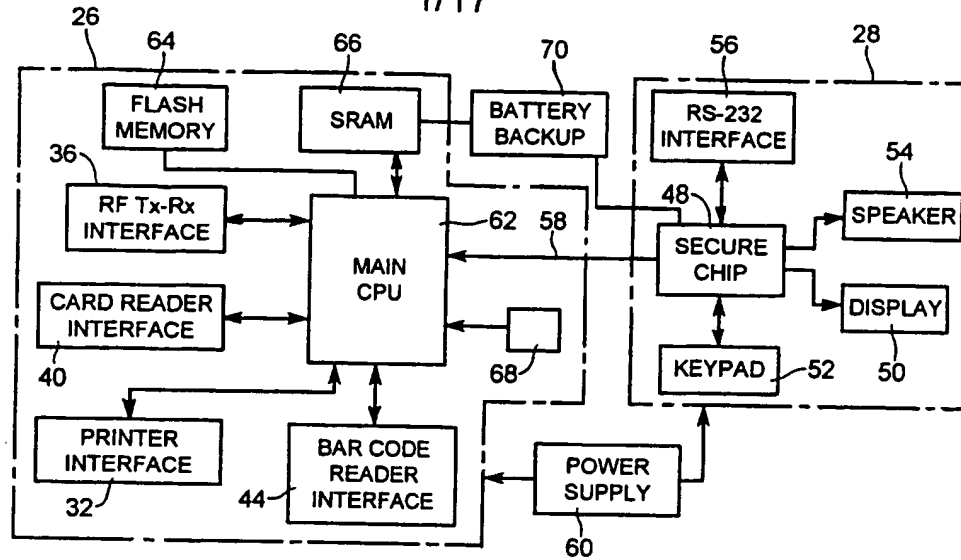 1/17
26
64
66
70
56
28
FLASH
MEMORY
SRAM
BATTERY
BACKUP
RS-232
INTERFACE
54
36
RF Tx-Rx
INTERFACE
62
58
48
SPEAKER
MAIN
CPU
SECURE
CHIP
CARD READER
INTERFACE
DISPLAY
40
68
KEYPAD
52
50
PRINTER
INTERFACE
BAR CODE
READER
INTERFACE
POWER
SUPPLY
32
44
60